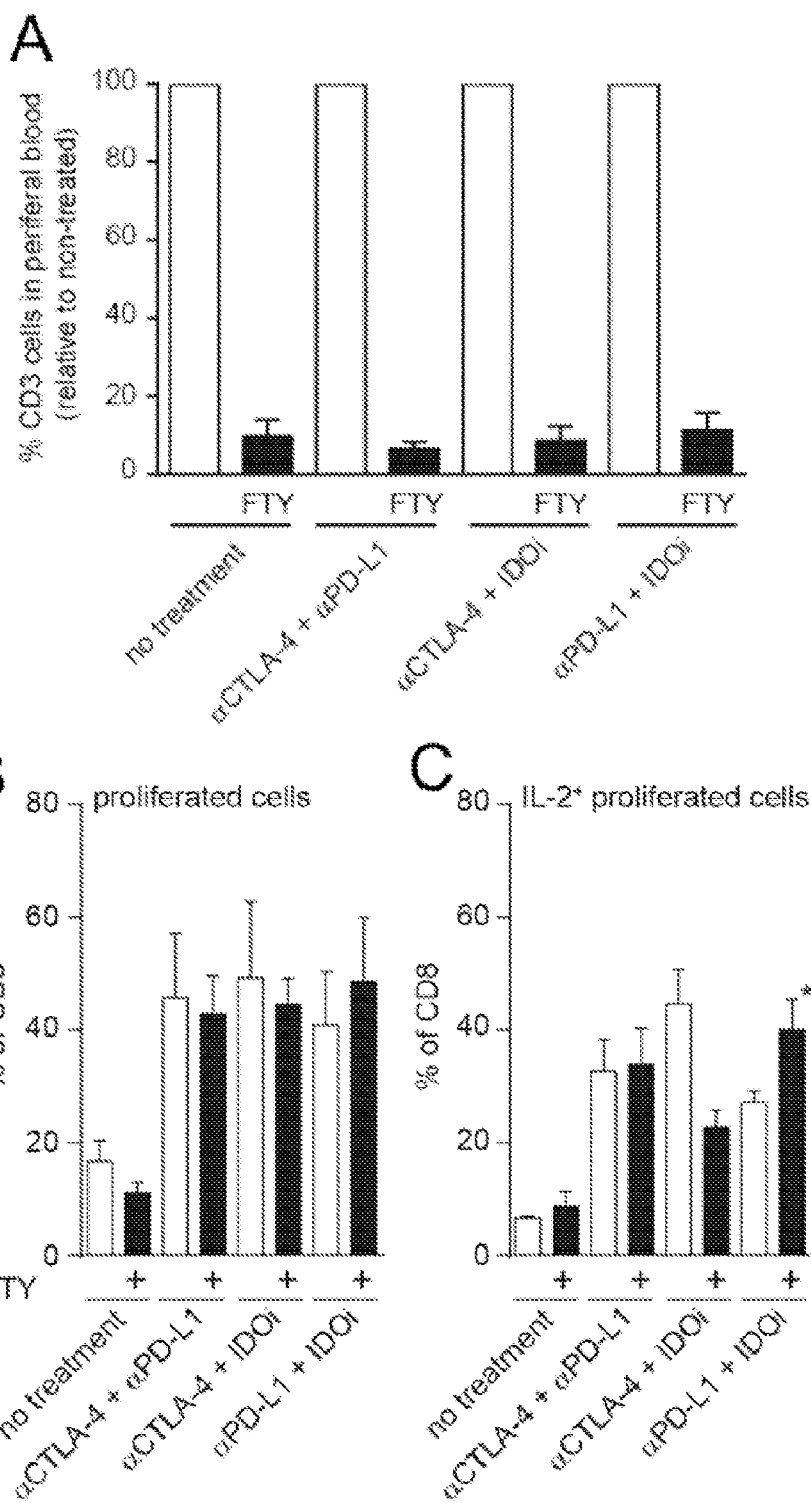 A
% CD3 cells in periferal blood
(relative to non-treated)
100
80
60
40
20
0
FTY
FTY
FTY
FTY
no treatment
αCTLA-4 + αPD-L1
αCTLA-4 + IDOi
αPD-L1 + IDOi
proliferated cells
80
60
40
20
0
+
+
+
+
no treatment
αCTLA-4 + αPD-L1
αCTLA-4 + IDOi
αPD-L1 + IDOi
C
IL-2⁺ proliferated cells
% of CD8
80
60
40
20
0
*
+
+
+
+
no treatment
αCTLA-4 + αPD-L1
αCTLA-4 + IDOi
αPD-L1 + IDOi